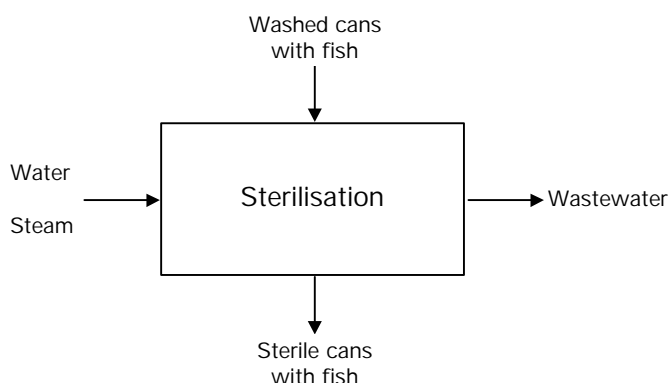 Washed cans
with fish
Water
Steam
Sterilisation
Wastewater
Sterile cans
with fish